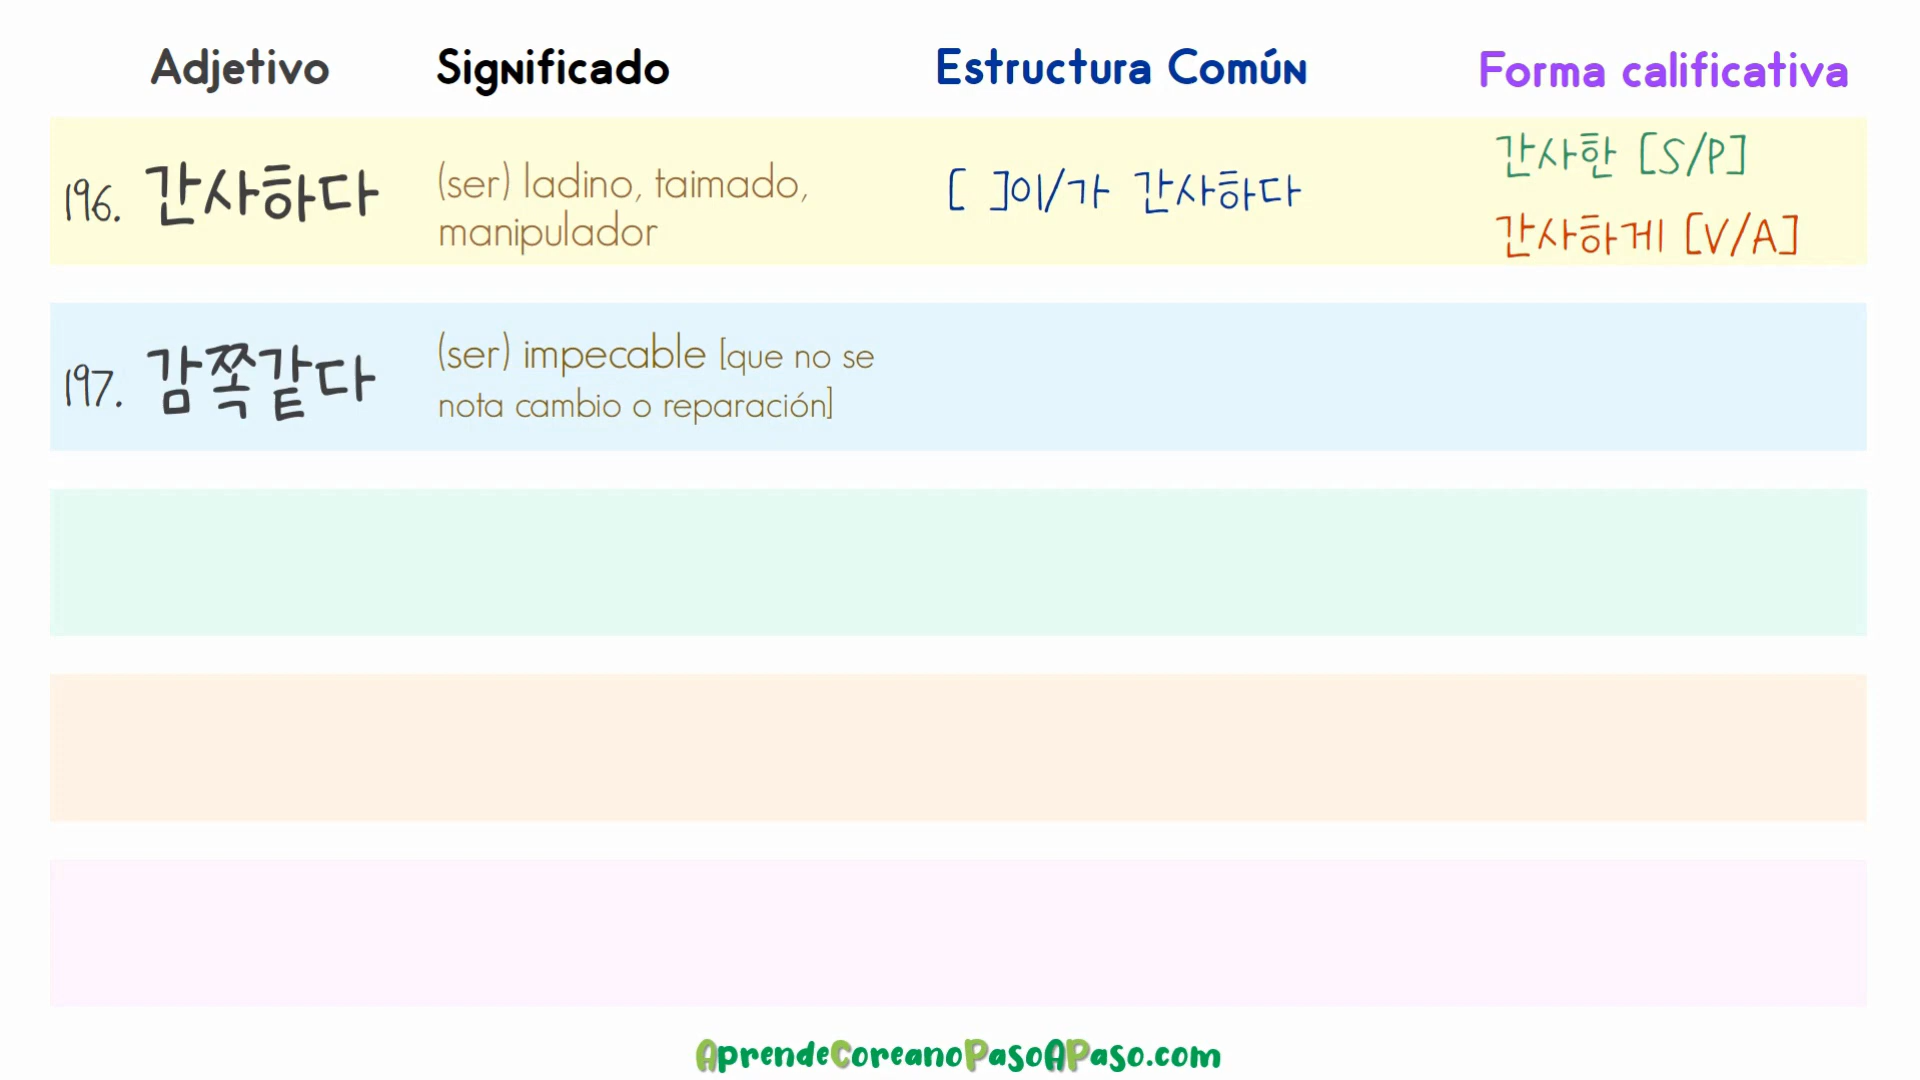 Adjetivo Significado Estructura Común Forma calificativa
196. 간사하다
(ser) ladino, taimado,
manipulador
[ ]이/가 간사하다
간사한 [S/P]
간사하게 [V/A]
197. 감쪽같다
(ser) impecable [que no se
nota cambio o reparación]
AprendeCoreanoPasoAPaso.com